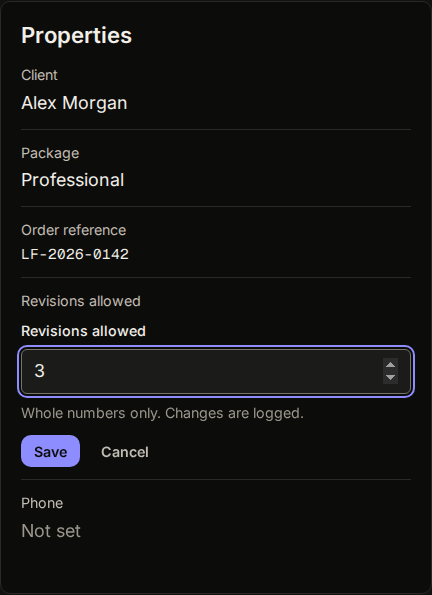 Properties
Client
Alex Morgan
Package
Professional
Order reference
LF-2026-0142
Revisions allowed
Revisions allowed
3
Whole numbers only. Changes are logged.
Save Cancel
Phone
Not set